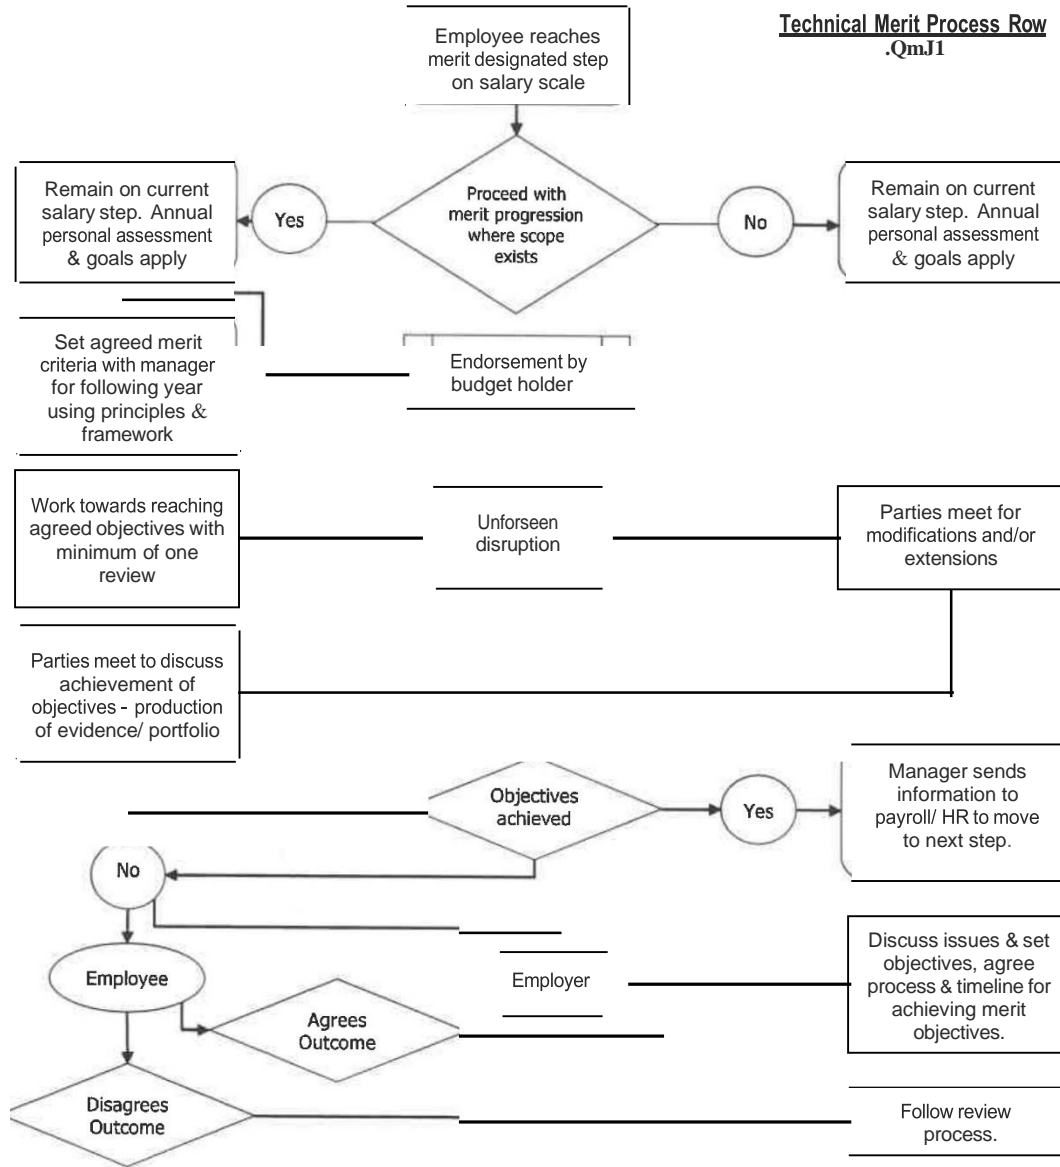 Technical Merit Process Row
.QmJ1
Employee reaches
merit designated step
on salary scale
Remain on current
salary step. Annual
personal assessment
& goals apply
Yes
Proceed with
merit progression
where scope
exists
No
Remain on current
salary step. Annual
personal assessment
& goals apply
Set agreed merit
criteria with manager
for following year
using principles &
framework
Endorsement by
budget holder
Work towards reaching
agreed objectives with
minimum of one
review
Unforseen
disruption
Parties meet for
modifications and/or
extensions
Parties meet to discuss
achievement of
objectives - production
of evidence/ portfolio
Objectives
achieved
Yes
Manager sends
information to
payroll/ HR to move
to next step.
No
Employee
Employer
Discuss issues & set
objectives, agree
process & timeline for
achieving merit
objectives.
Agrees
Outcome
Disagrees
Outcome
Follow review
process.